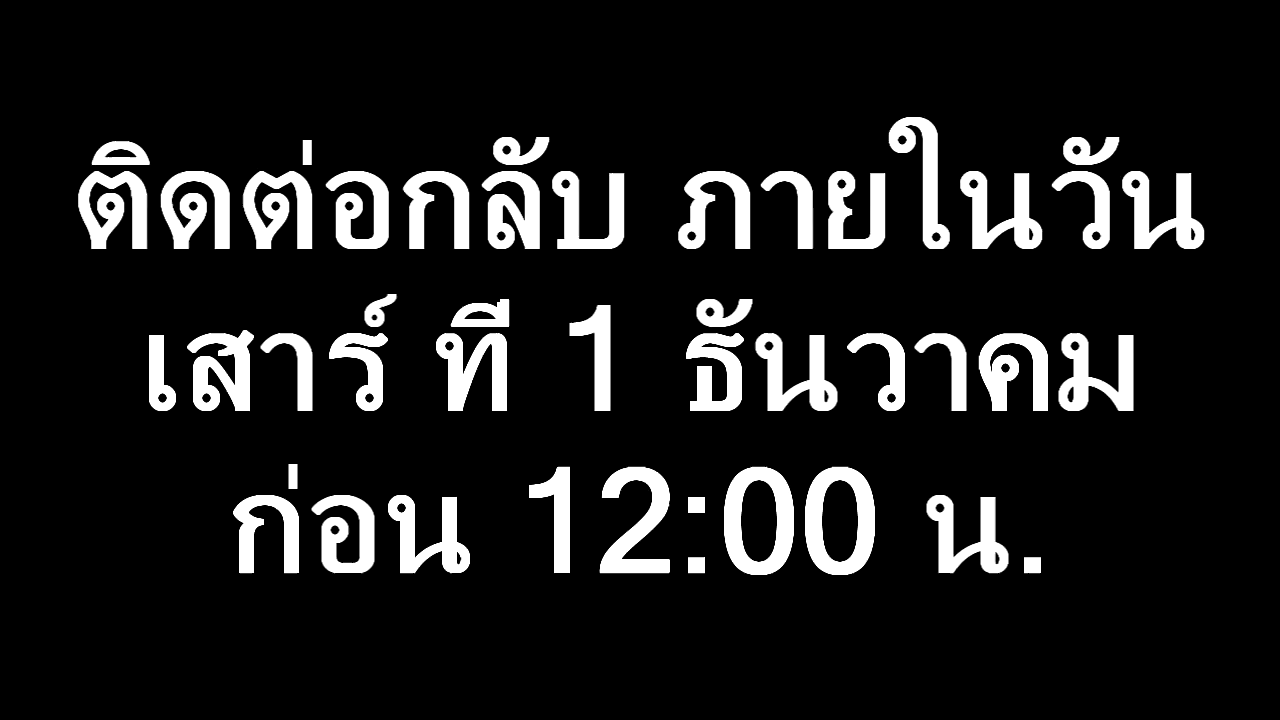 ติดต่อกลับ ภายในวัน
เสาร์ ที 1 ธันวาคม
ก่อน 12:00 น.